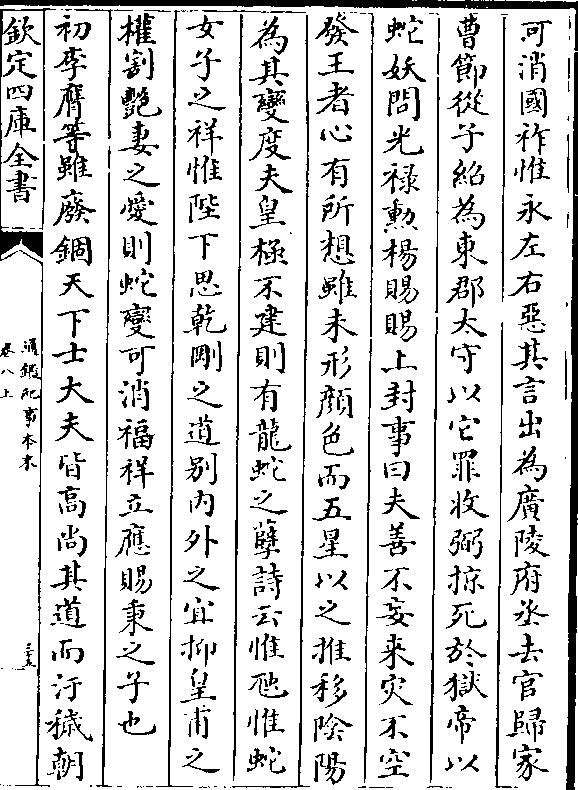 可消國祚惟永左右惡其言出為廣陵府丞去官歸家
曹節從子紹為東郡太守以它罪收弼掠死於獄帝以
蛇妖問光禄勲楊賜賜上封事曰夫善不妄来灾不空
發王者心有所想雖未形顔色而五星以之推移陰陽
為其變度夫皇極不建則有龍蛇之孽詩云惟虺惟蛇
女子之祥惟陛下思乾剛之道别内外之宜抑皇甫之
權割艶妻之愛則蛇變可消禎祥立應賜秉之子也
初李膺等雖廢錮天下士大夫皆高尚其道而汙穢朝
欽定四庫全書
通鑑紀事本末
卷八上
三五